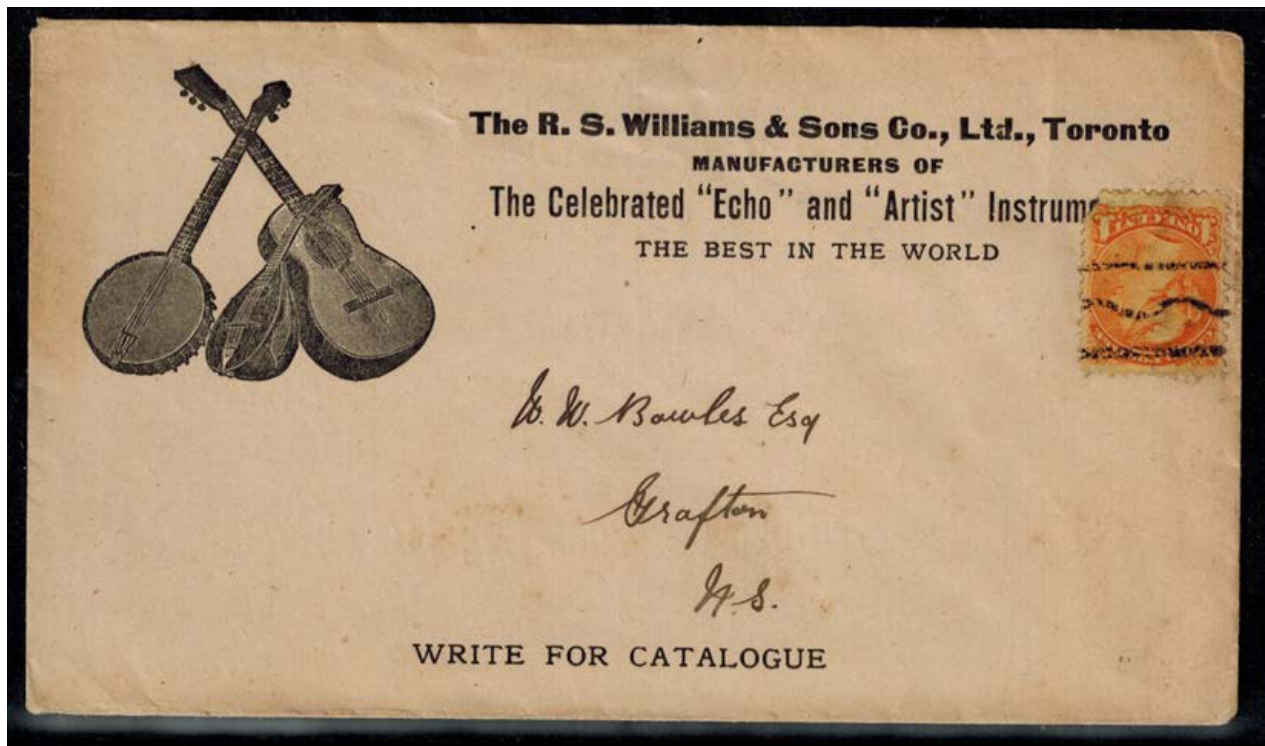 The R. S. Williams & Sons Co., Ltd., Toronto
MANUFACTURERS OF
The Celebrated "Echo" and "Artist" Instrume
THE BEST IN THE WORLD
W. W. Bowles Esq
Grafton
N.S.
WRITE FOR CATALOGUE